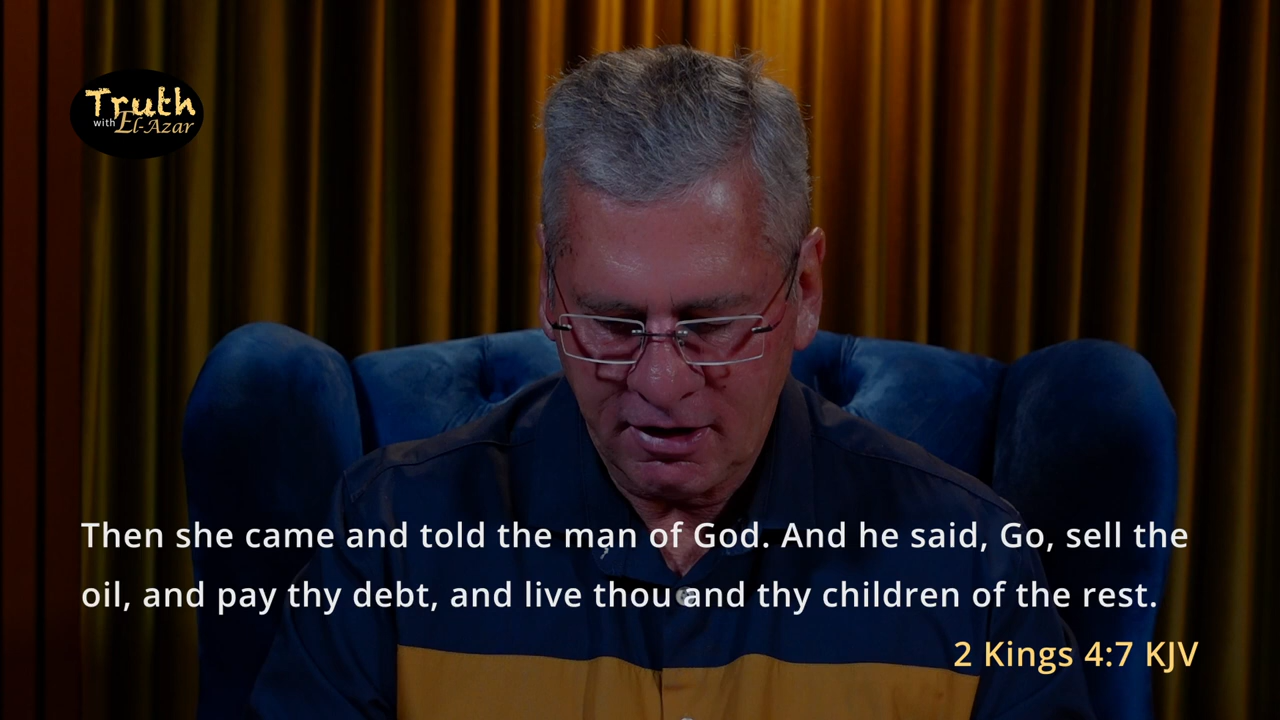 Truth
with El-Azar
Then she came and told the man of God. And he said, Go, sell the
oil, and pay thy debt, and live thou and thy children of the rest.
2 Kings 4:7 KJV